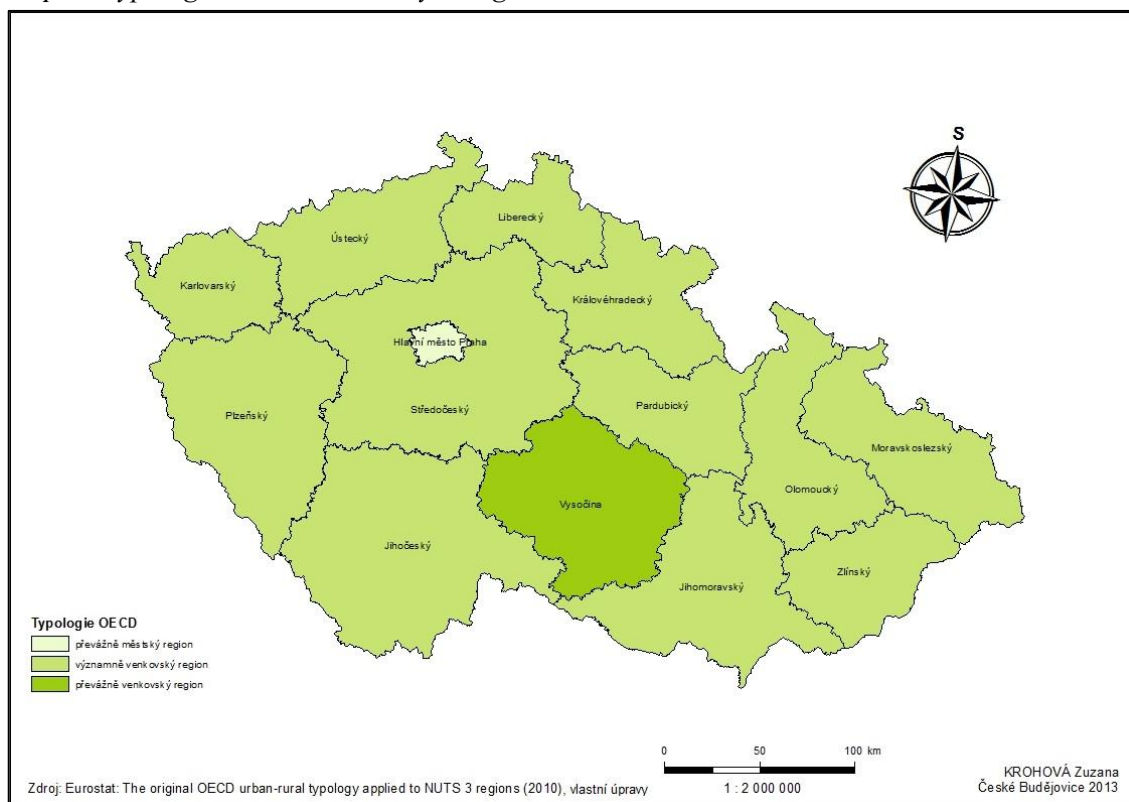 S
Liberecký
Ústecký
Karlovarský
Královéhradecký
Hlavní město Praha
Středočeský
Pardubický
Plzeňský
Moravskoslezský
Olomoucký
Vysočina
Jihočeský
Zlínský
Jihomoravský
Typologie OECD
převážně městský region
významně venkovský region
převážně venkovský region
0 50 100 km
1 : 2 000 000
Zdroj: Eurostat: The original OECD urban-rural typology applied to NUTS 3 regions (2010), vlastní úpravy
KROHOVÁ Zuzana
České Budějovice 2013